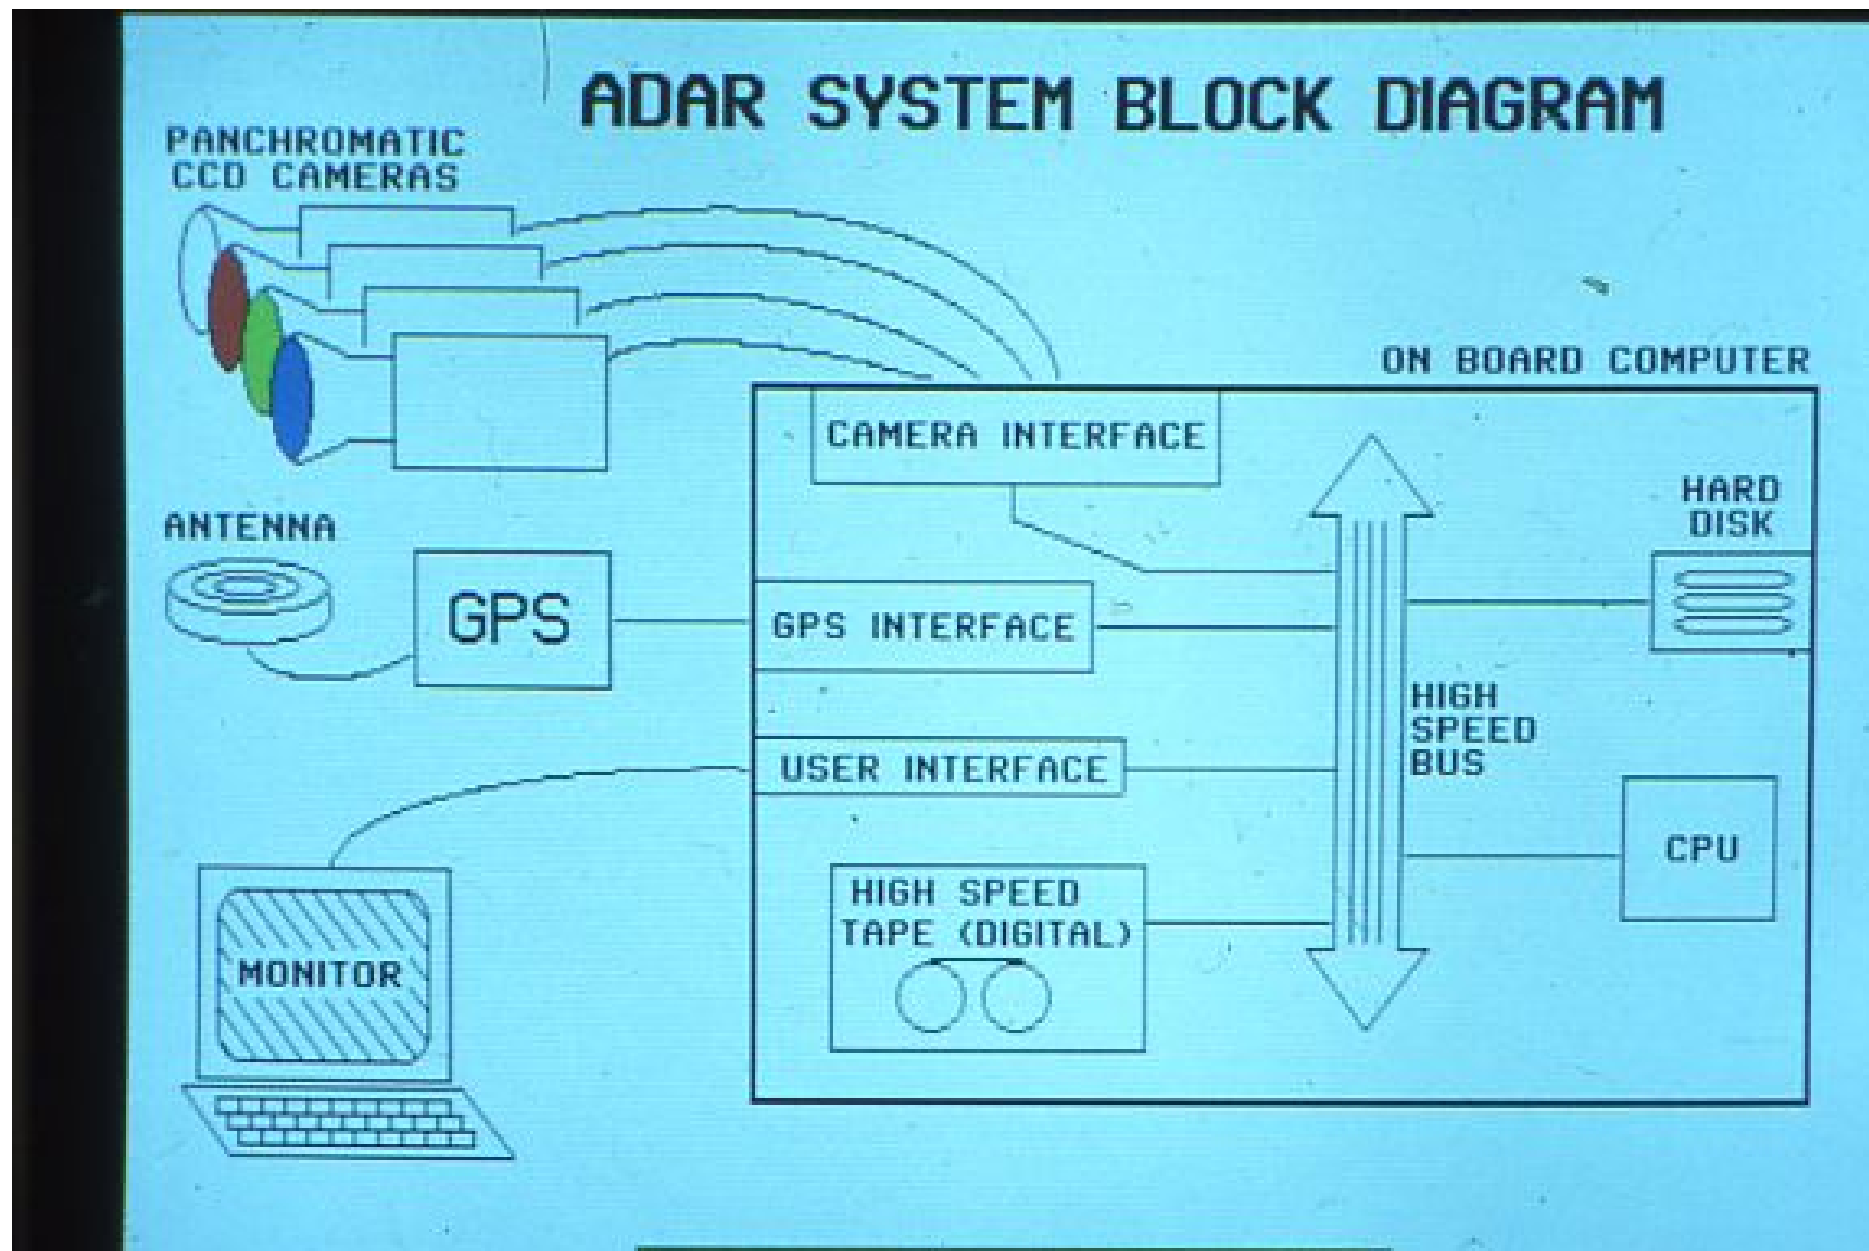 ADAR SYSTEM BLOCK DIAGRAM
PANCHROMATIC
CCD CAMERAS
ON BOARD COMPUTER
CAMERA INTERFACE
HARD
DISK
ANTENNA
GPS
GPS INTERFACE
HIGH
SPEED
BUS
USER INTERFACE
CPU
HIGH SPEED
TAPE (DIGITAL)
MONITOR